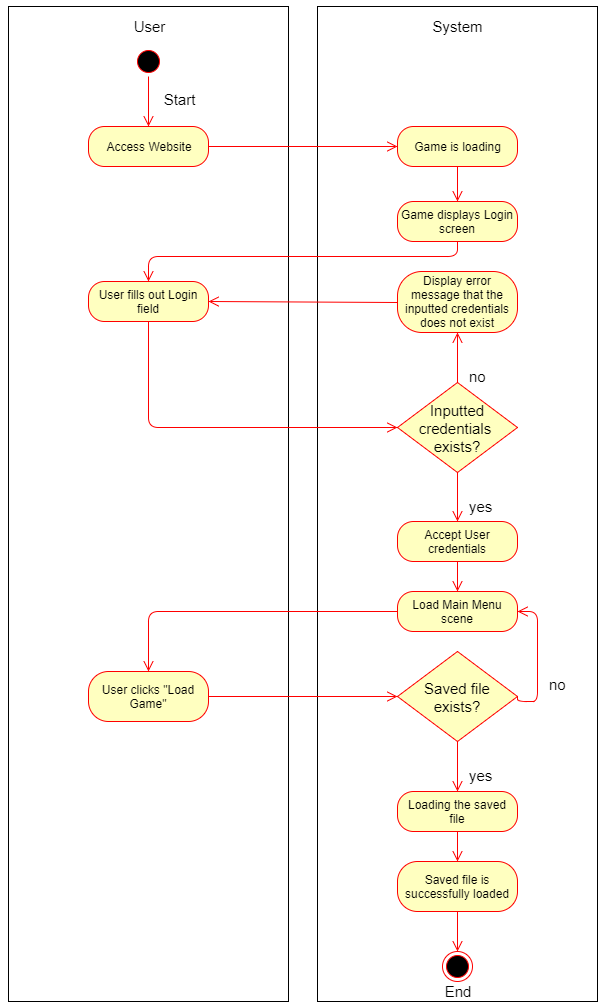 User
System
Start
Access Website
Game is loading
Game displays Login
screen
User fills out Login
field
Display error
message that the
inputted credentials
does not exist
no
Inputted
credentials
exists?
yes
Accept User
credentials
Load Main Menu
scene
User clicks "Load
Game"
Saved file
exists?
no
yes
Loading the saved
file
Saved file is
successfully loaded
End